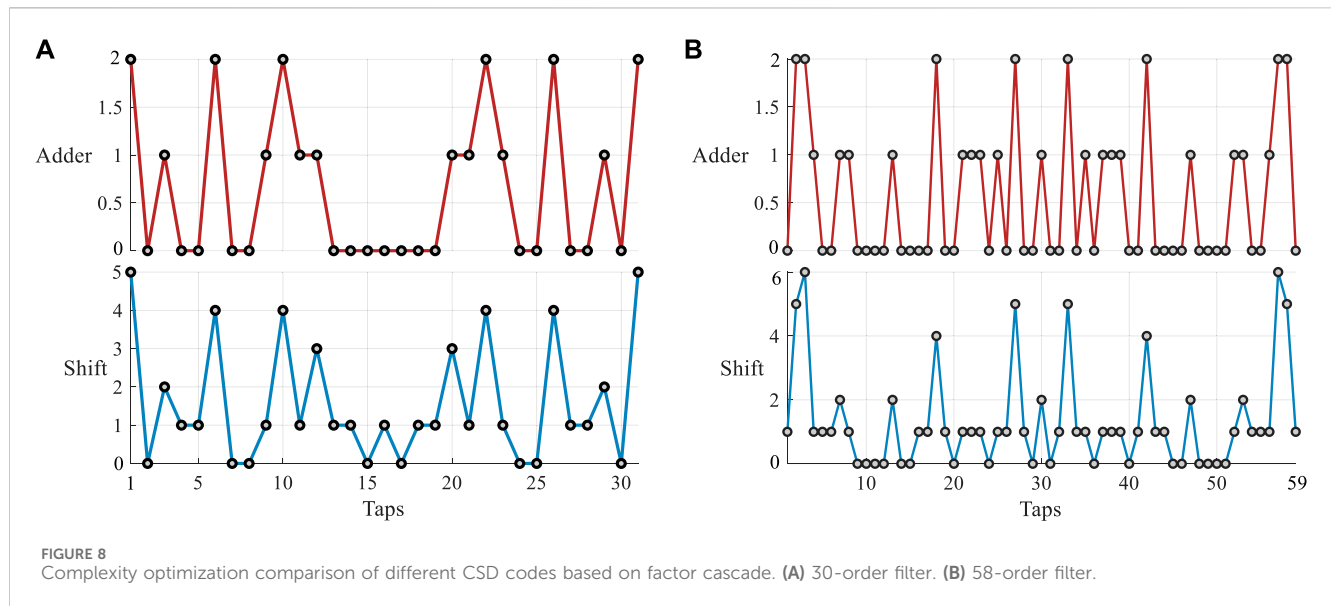 A
2
1.5
Adder
1
0.5
0
5
4
3
Shift
2
1
0
1 5 10 15 20 25 30
Taps
B
2
1.5
Adder
1
0.5
0
6
4
Shift
2
0
10 20 30 40 50 59
Taps
FIGURE 8
Complexity optimization comparison of different CSD codes based on factor cascade. (A) 30-order filter. (B) 58-order filter.